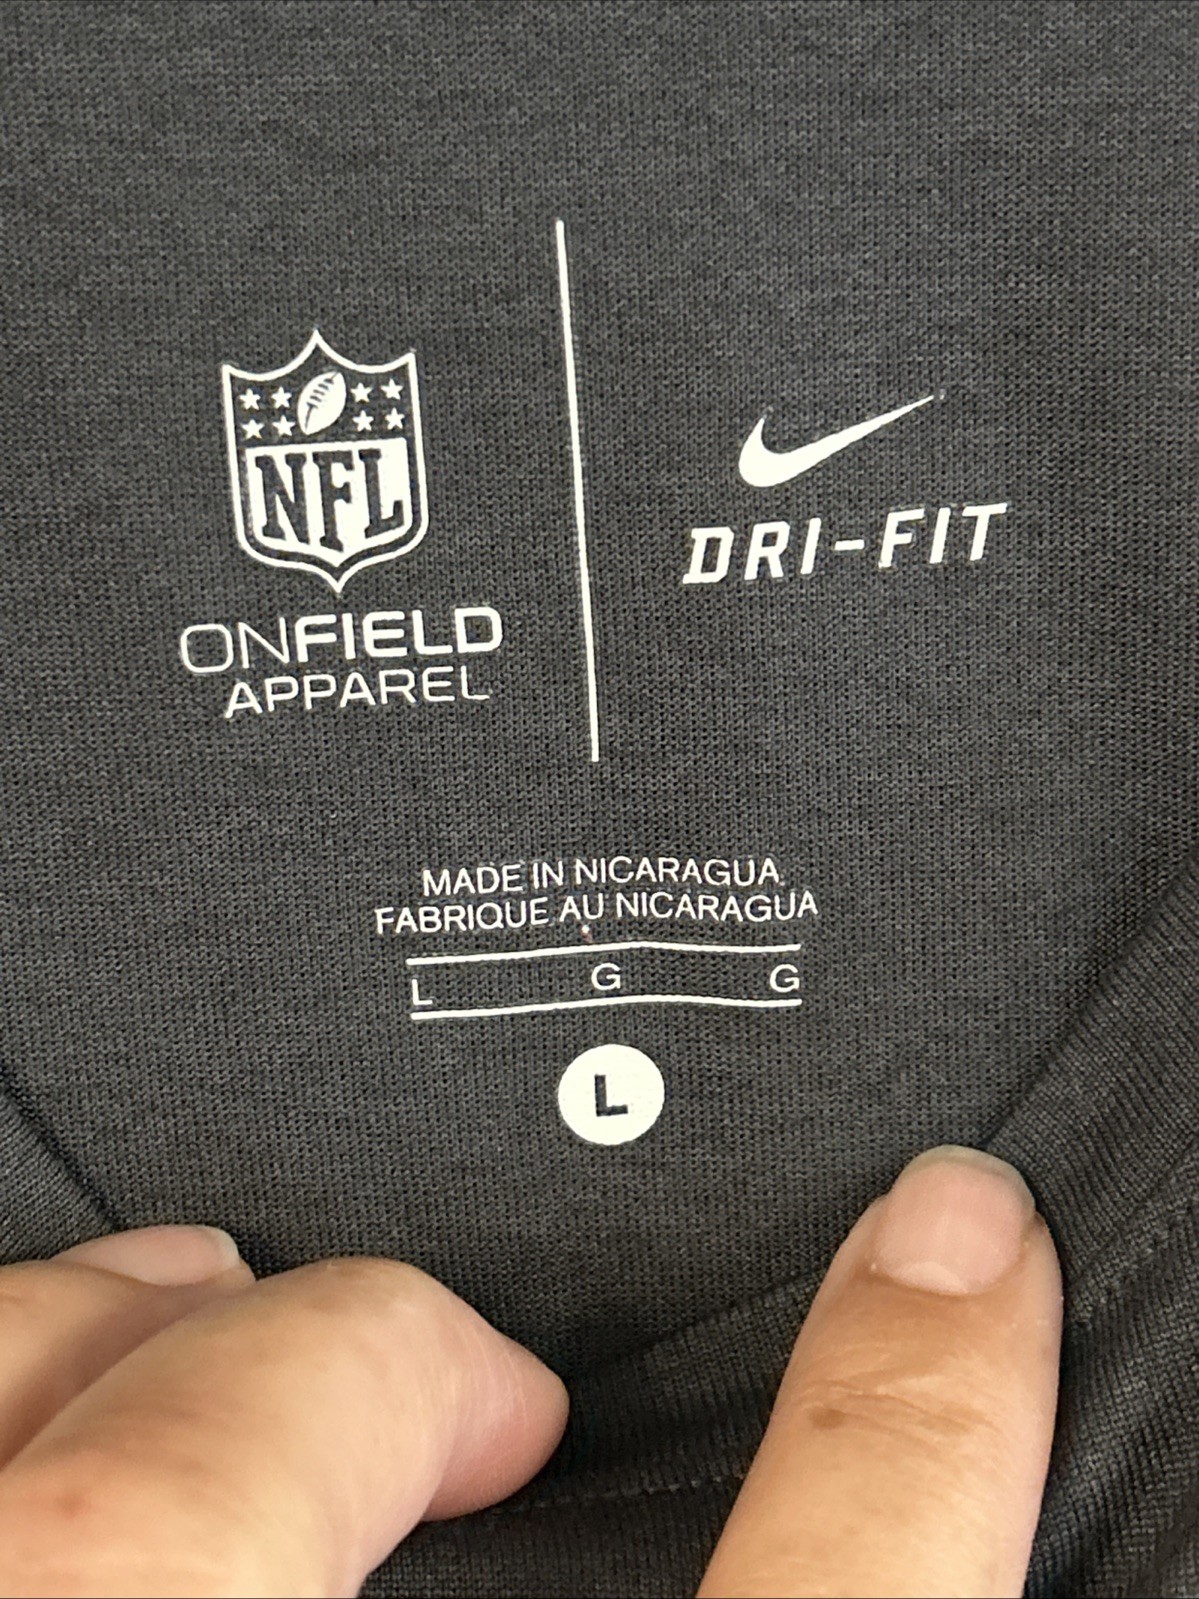 NFL
ONFIELD
APPAREL
DRI-FIT
MADE IN NICARAGUA
FABRIQUE AU NICARAGUA
L G G
L